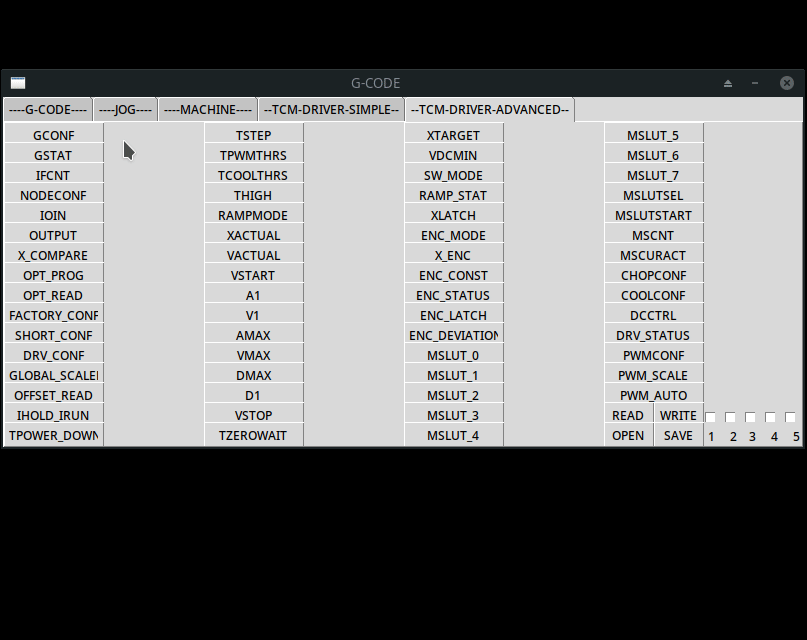 G-CODE
----G-CODE---- ----JOG---- ----MACHINE---- --TCM-DRIVER-SIMPLE-- --TCM-DRIVER-ADVANCED--
GCONF TSTEP XTARGET MSLUT_5
GSTAT TPWMTHRS VDCMIN MSLUT_6
IFCNT TCOOLTHRS SW_MODE MSLUT_7
NODECONF THIGH RAMP_STAT MSLUTSEL
IOIN RAMPMODE XLATCH MSLUTSTART
OUTPUT XACTUAL ENC_MODE MSCNT
X_COMPARE VACTUAL X_ENC MSCURACT
OPT_PROG VSTART ENC_CONST CHOPCONF
OPT_READ A1 ENC_STATUS COOLCONF
FACTORY_CONF V1 ENC_LATCH DCCTRL
SHORT_CONF AMAX ENC_DEVIATION DRV_STATUS
DRV_CONF VMAX MSLUT_0 PWMCONF
GLOBAL_SCALE DMAX MSLUT_1 PWM_SCALE
OFFSET_READ D1 MSLUT_2 PWM_AUTO
IHOLD_IRUN VSTOP MSLUT_3 READ WRITE
TPOWER_DOWN TZEROWAIT MSLUT_4 OPEN SAVE 1 2 3 4 5